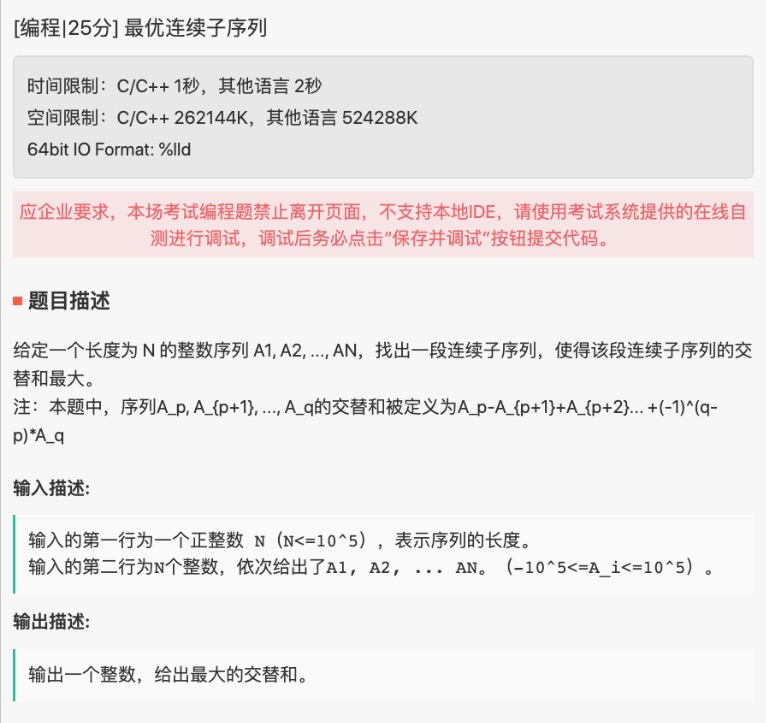 [编程|25分] 最优连续子序列
时间限制：C/C++ 1秒，其他语言 2秒
空间限制：C/C++ 262144K，其他语言 524288K
64bit IO Format: %lld
应企业要求，本场考试编程题禁止离开页面，不支持本地IDE，请使用考试系统提供的在线自
测进行调试，调试后务必点击“保存并调试”按钮提交代码。
题目描述
给定一个长度为 N 的整数序列 A1, A2, ..., AN，找出一段连续子序列，使得该段连续子序列的交
替和最大。
注：本题中，序列A_p, A_{p+1}, ..., A_q的交替和被定义为A_p-A_{p+1}+A_{p+2}... +(-1)^(q-
p)*A_q
输入描述:
输入的第一行为一个正整数 N（N<=10^5），表示序列的长度。
输入的第二行为N个整数，依次给出了A1, A2, ... AN。（-10^5<=A_i<=10^5）。
输出描述:
输出一个整数，给出最大的交替和。